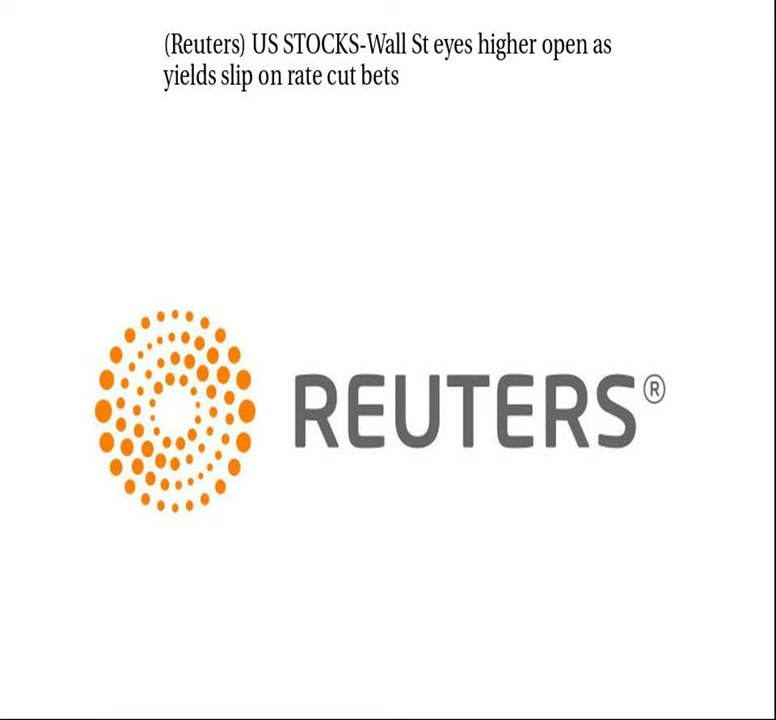 (Reuters) US STOCKS-Wall St eyes higher open as
yields slip on rate cut bets
REUTERS®